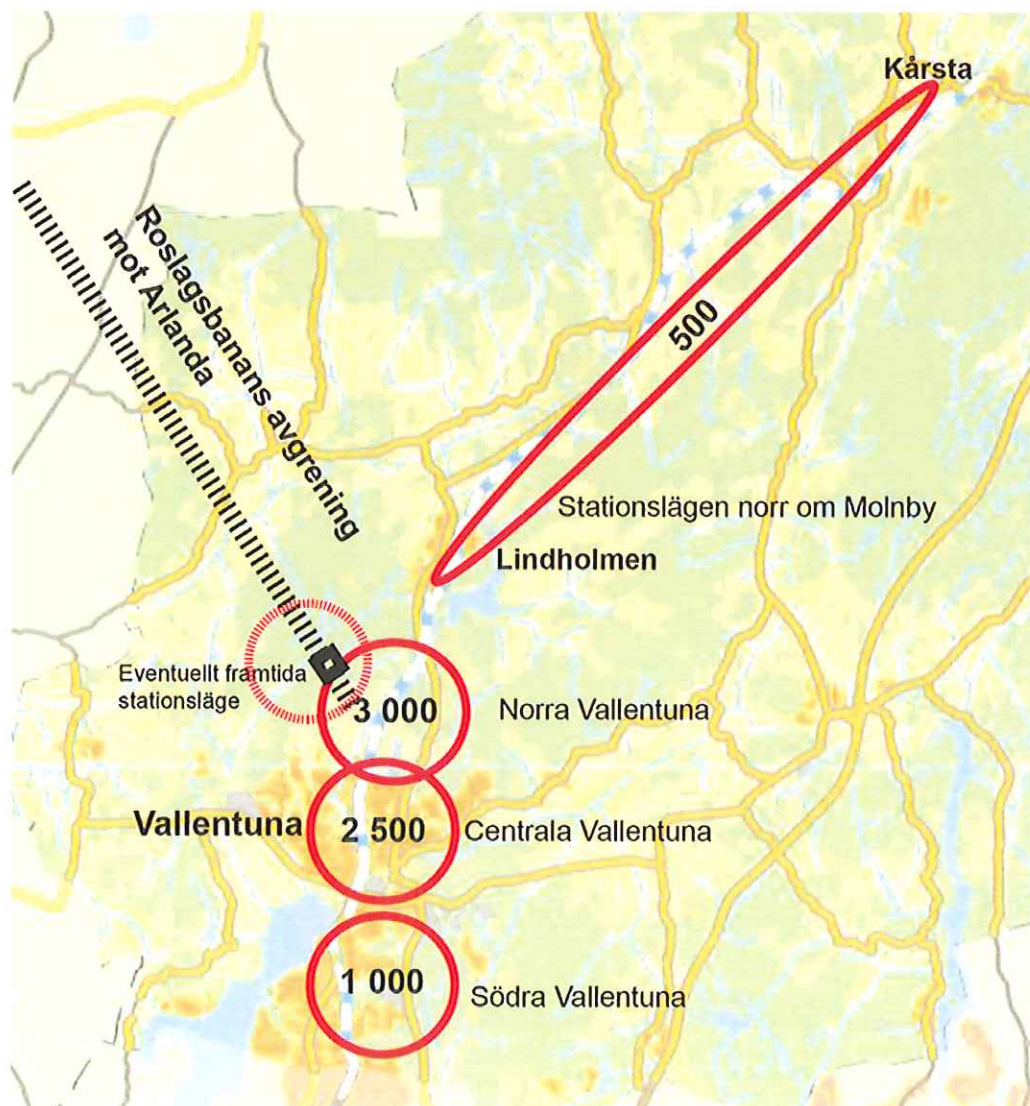 Kårsta
Roslagsbanans avgrening
mot Arlanda
500
Stationslägen norr om Molnby
Lindholmen
Eventuellt framtida
stationsläge
3 000
Norra Vallentuna
Vallentuna
2 500
Centrala Vallentuna
1 000
Södra Vallentuna